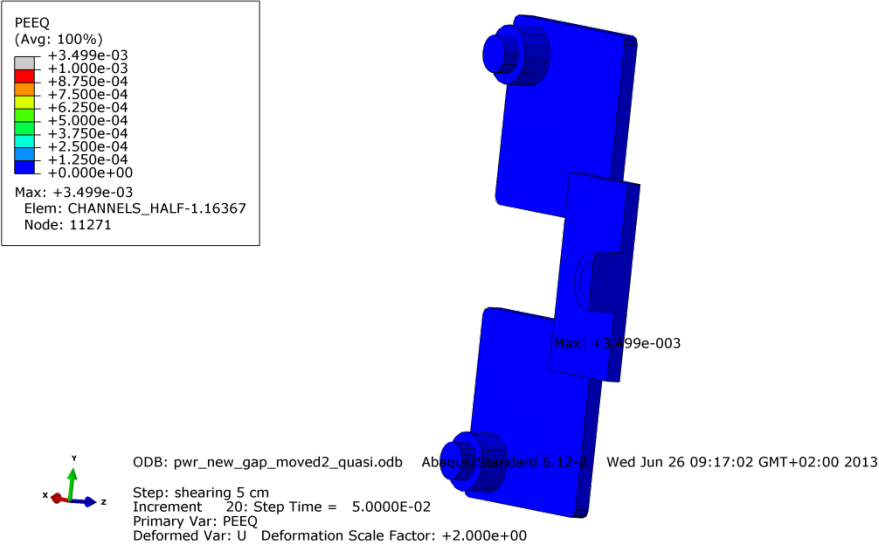 PEEQ
(Avg: 100%)
+3.499e-03
+1.000e-03
+8.750e-04
+7.500e-04
+6.250e-04
+5.000e-04
+3.750e-04
+2.500e-04
+1.250e-04
+0.000e+00
Max: +3.499e-03
Elem: CHANNELS_HALF-1.16367
Node: 11271
Max: +3.499e-003
Y
X
Z
ODB: pwr_new_gap_moved2_quasi.odb Abaqus/Standard 6.12-2 Wed Jun 26 09:17:02 GMT+02:00 2013
Step: shearing 5 cm
Increment 20: Step Time = 5.0000E-02
Primary Var: PEEQ
Deformed Var: U Deformation Scale Factor: +2.000e+00